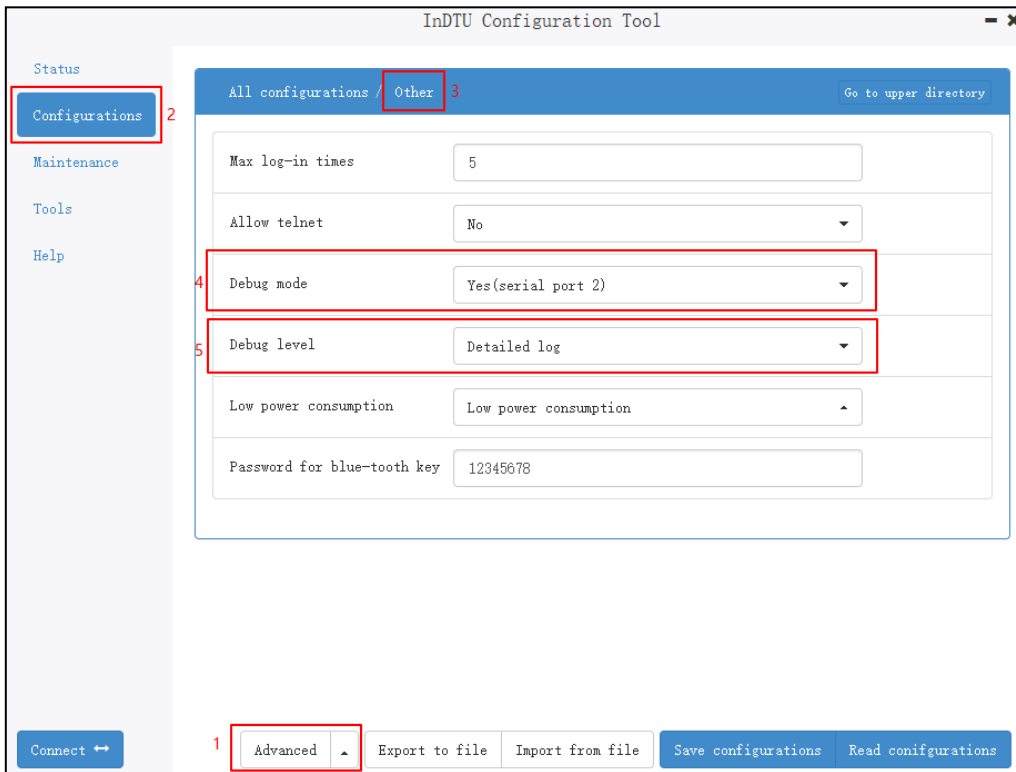 InDTU Configuration Tool
Status
Configurations 2
Maintenance
Tools
Help
All configurations / Other 3 Go to upper directory
Max log-in times 5
Allow telnet No
4 Debug mode Yes(serial port 2)
5 Debug level Detailed log
Low power consumption Low power consumption
Password for blue-tooth key 12345678
Connect 1 Advanced Export to file Import from file Save configurations Read conifgurations